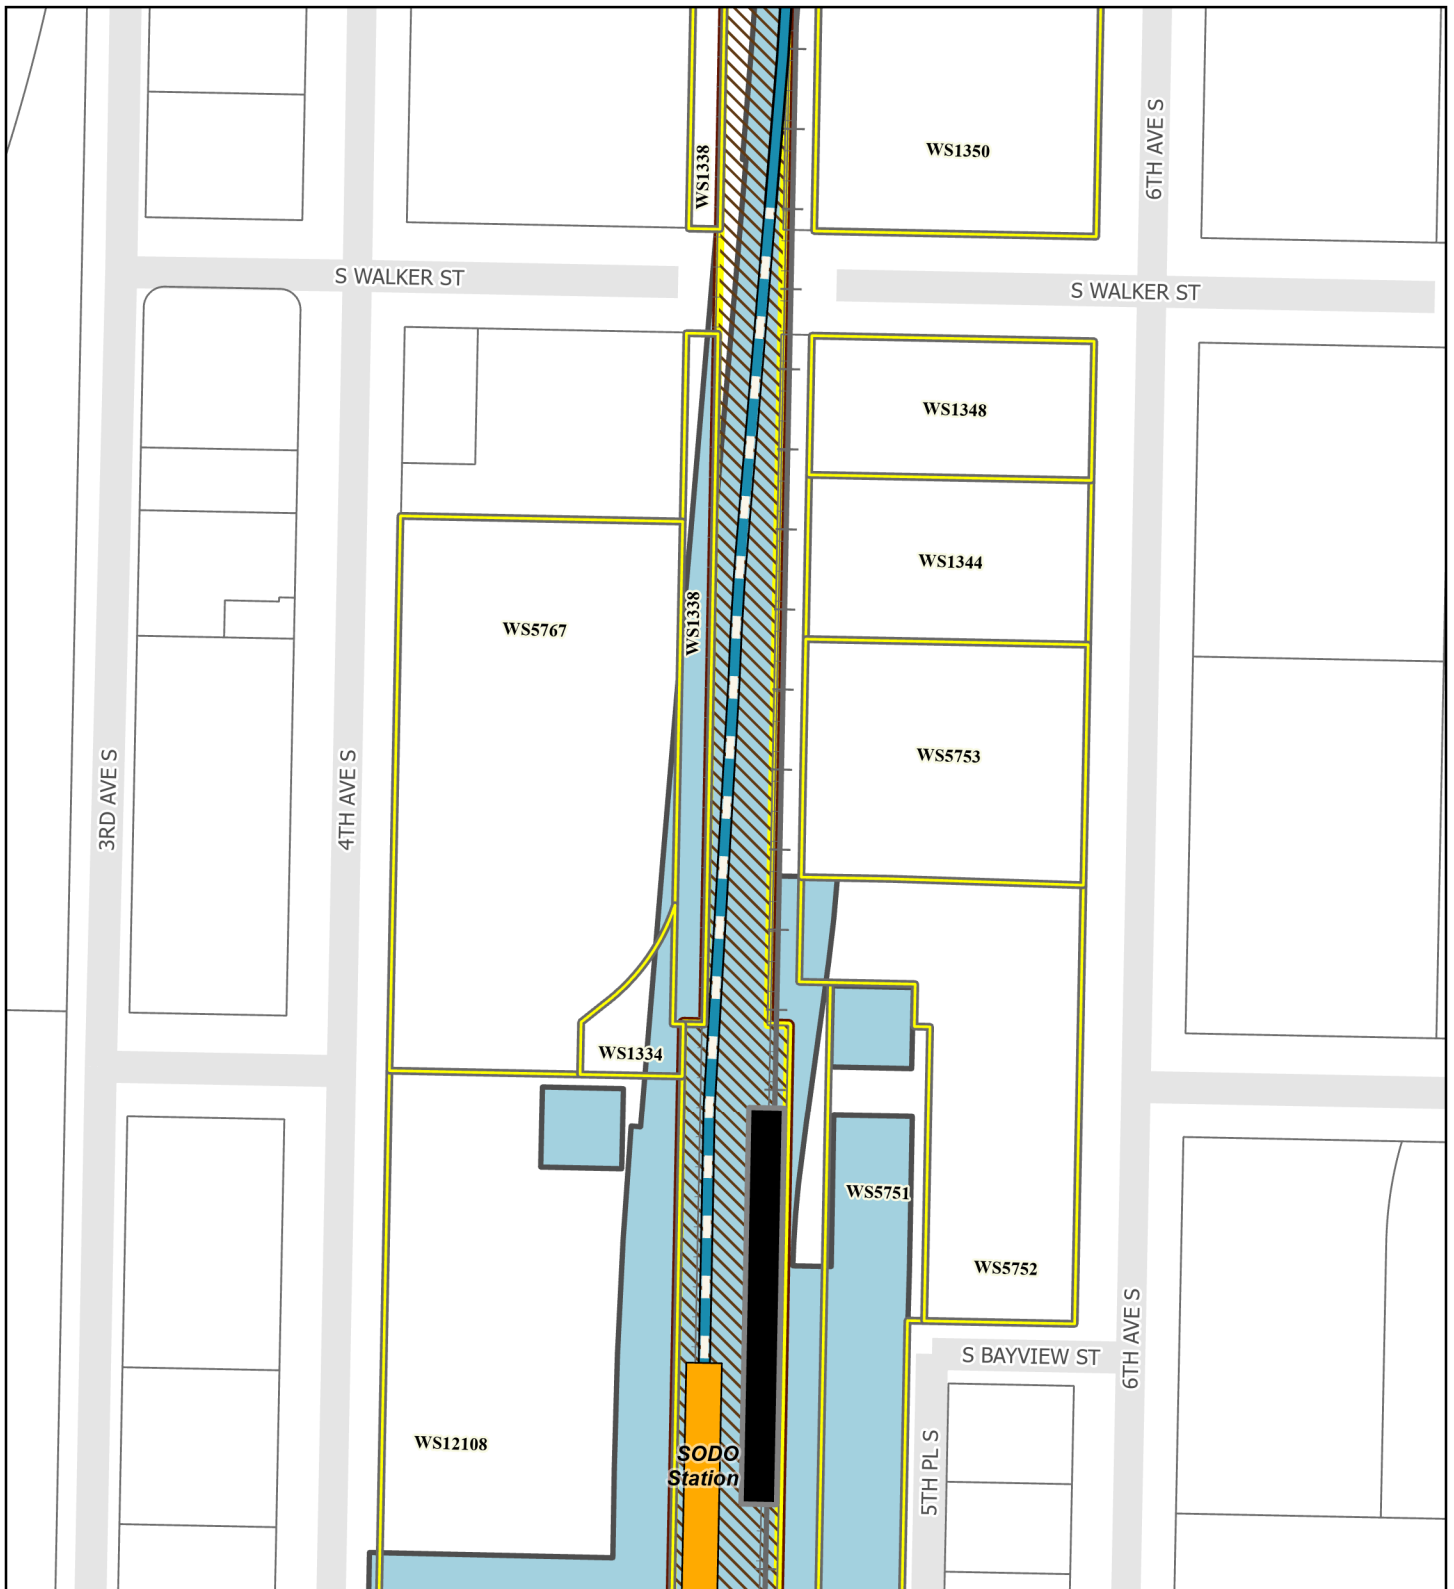 6TH AVE S
WS1338
WS1350
S WALKER ST
S WALKER ST
WS1348
WS1344
WS5767
WS1338
WS5753
3RD AVE S
4TH AVE S
WS1334
WS5751
WS5752
6TH AVE S
S BAYVIEW ST
WS12108
SODO
Station
5TH PL S